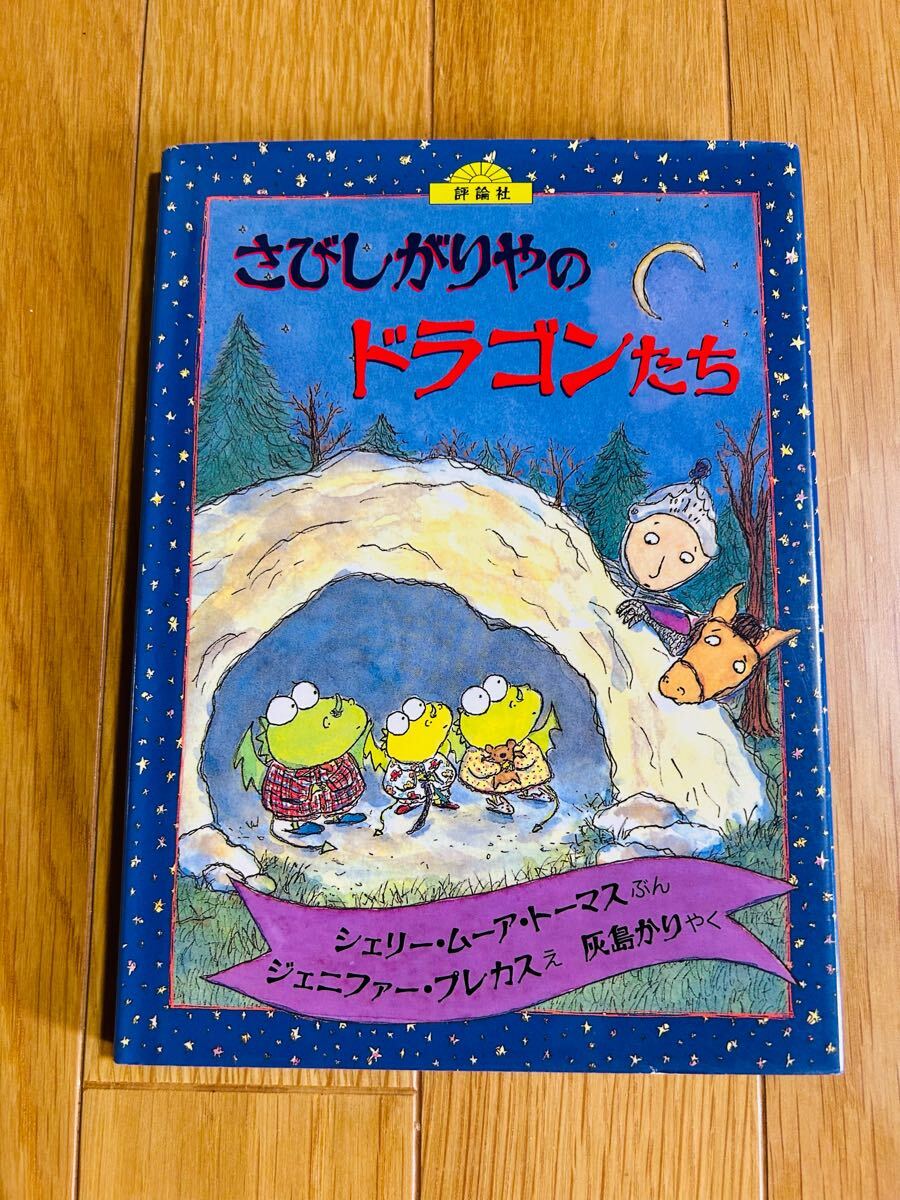 評論社
さびしがりやの
ドラゴンたち
シェリー・ムーア・トーマス ぶん
ジェニファー・プレカス え 灰島かり やく